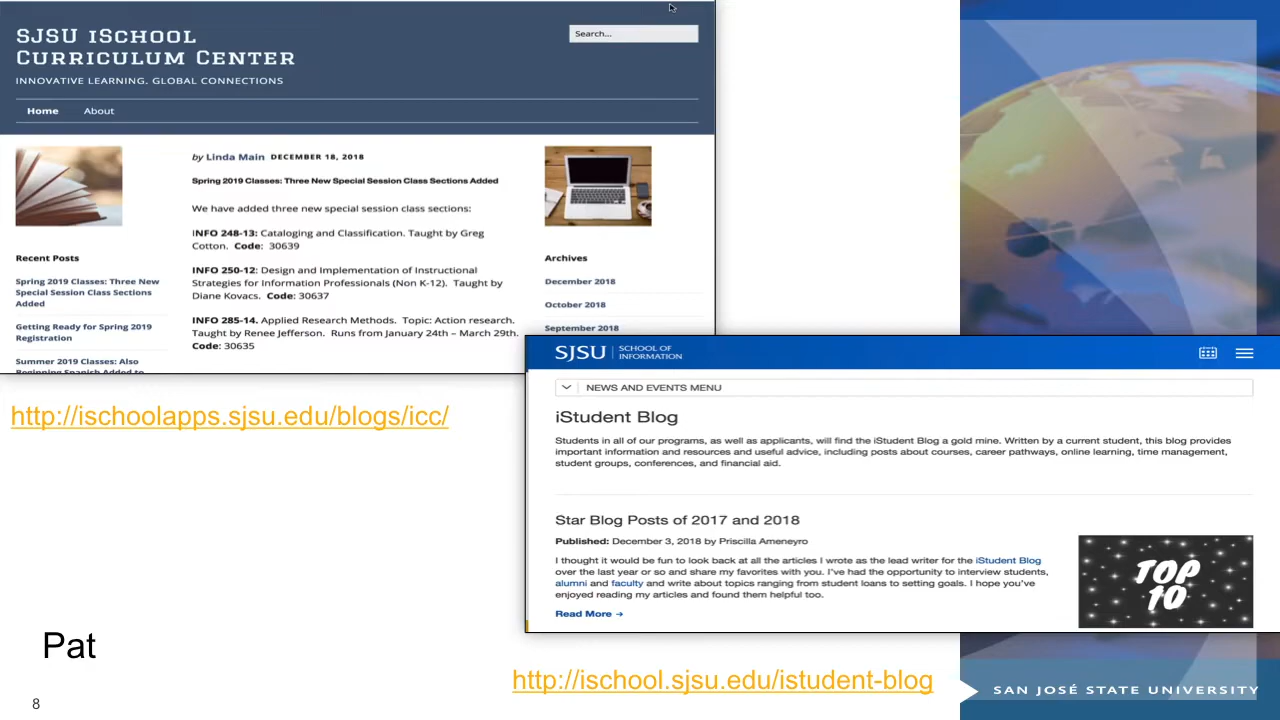 SJSU iSchool
Curriculum Center
INNOVATIVE LEARNING. GLOBAL CONNECTIONS
Search...
Home About
by Linda Main DECEMBER 18, 2018
Spring 2019 Classes: Three New Special Session Class Sections Added
We have added three new special session class sections:
INFO 248-13: Cataloging and Classification. Taught by Greg
Cotton. Code: 30639
INFO 250-12: Design and Implementation of Instructional
Strategies for Information Professionals (Non K-12). Taught by
Diane Kovacs. Code: 30637
INFO 285-14. Applied Research Methods. Topic: Action research.
Taught by Renee Jefferson. Runs from January 24th – March 29th.
Code: 30635
Recent Posts
Spring 2019 Classes: Three New
Special Session Class Sections
Added
Getting Ready for Spring 2019
Registration
Summer 2019 Classes: Also
Beginning Spanish Added to
Archives
December 2018
October 2018
September 2018
http://ischoolapps.sjsu.edu/blogs/icc/
SJSU SCHOOL OF
INFORMATION
NEWS AND EVENTS MENU
iStudent Blog
Students in all of our programs, as well as applicants, will find the iStudent Blog a gold mine. Written by a current student, this blog provides
important information and resources and useful advice, including posts about courses, career pathways, online learning, time management,
student groups, conferences, and financial aid.
Star Blog Posts of 2017 and 2018
Published: December 3, 2018 by Priscilla Ameneyro
I thought it would be fun to look back at all the articles I wrote as the lead writer for the iStudent Blog
over the last year or so and share my favorites with you. I've had the opportunity to interview students,
alumni and faculty and write about topics ranging from student loans to setting goals. I hope you've
enjoyed reading my articles and found them helpful too.
Read More →
TOP
10
Pat
http://ischool.sjsu.edu/istudent-blog
8
SAN JOSÉ STATE UNIVERSITY